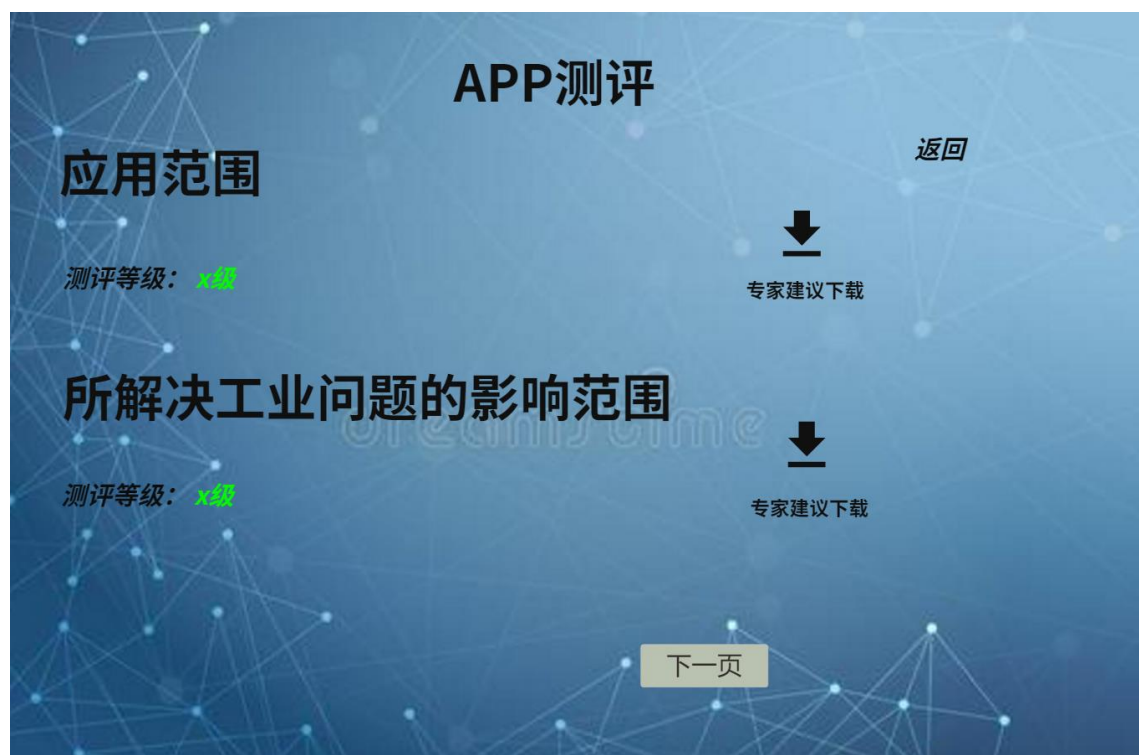 APP测评
返回
应用范围
测评等级： x级
专家建议下载
所解决工业问题的影响范围
dreamstime
测评等级： x级
专家建议下载
下一页